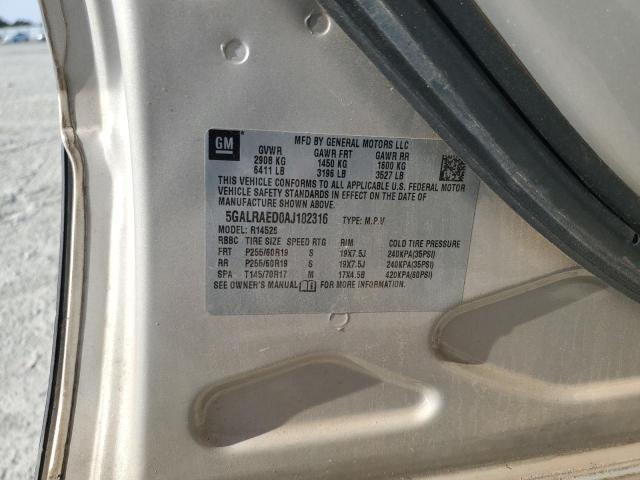 GM
MFD BY GENERAL MOTORS LLC
GVWR GAWR FRT GAWR RR
2908 KG 1450 KG 1600 KG
6411 LB 3196 LB 3527 LB
THIS VEHICLE CONFORMS TO ALL APPLICABLE U.S. FEDERAL MOTOR
VEHICLE SAFETY STANDARDS IN EFFECT ON THE DATE OF
MANUFACTURE SHOWN ABOVE.
5GALRAED0AJ182316 TYPE: M.P.V
MODEL: R14526
RBBC TIRE SIZE SPEED RTG RIM COLD TIRE PRESSURE
FRT P255/60R19 S 19X7.5J 240KPA(35PSI)
RR P255/60R19 S 19X7.5J 240KPA(35PSI)
SPA T145/70R17 M 17X4.5B 420KPA(60PSI)
SEE OWNER'S MANUAL FOR MORE INFORMATION.